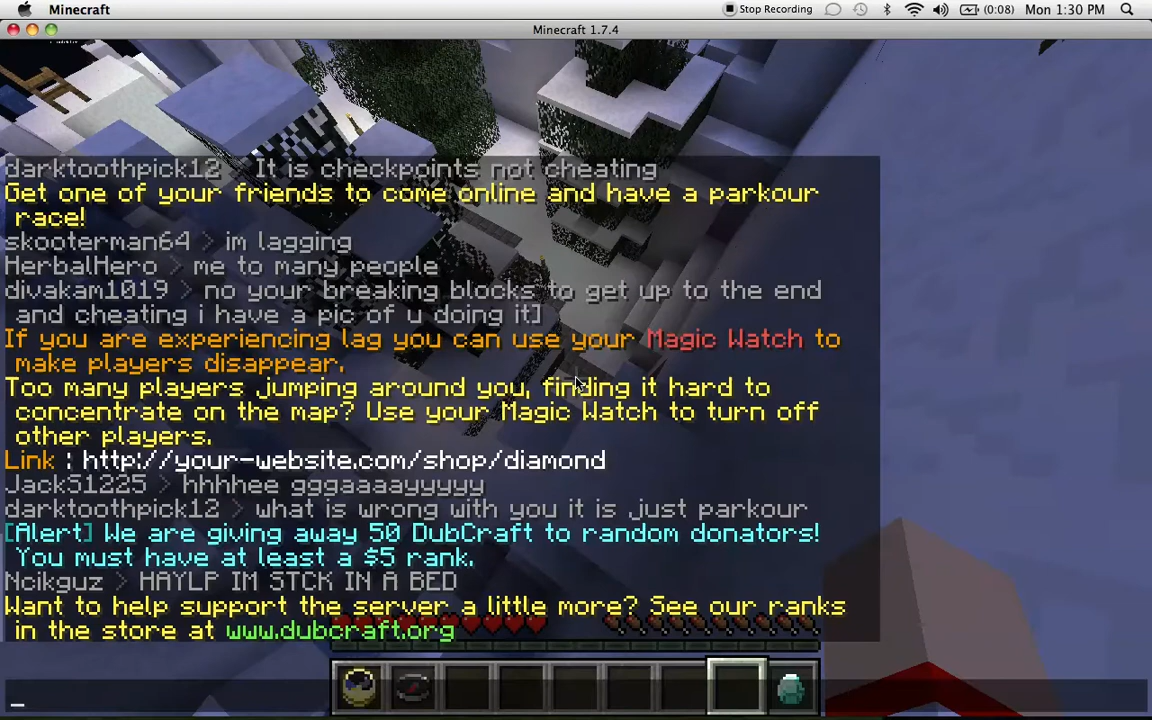 Minecraft
Stop Recording
(0:08)
Mon 1:30 PM
Minecraft 1.7.4
darktoothpick12 > It is checkpoints not cheating
Get one of your friends to come online and have a parkour
race!
skooterman64 > im lagging
HerbalHero > me to many people
divakam1019 > no your breaking blocks to get up to the end
and cheating i have a pic of u doing it]
If you are experiencing lag you can use your Magic Watch to
make players disappear.
Too many players jumping around you, finding it hard to
concentrate on the map? Use your Magic Watch to turn off
other players.
Link : http://your-website.com/shop/diamond
Jack51225 > hhhhee gggaaaayyyyy
darktoothpick12 > what is wrong with you it is just parkour
[Alert] We are giving away 50 DubCraft to random donators!
You must have at least a $5 rank.
Ncikguz > HAYLP IM STCK IN A BED
Want to help support the server a little more? See our ranks
in the store at www.dubcraft.org
_